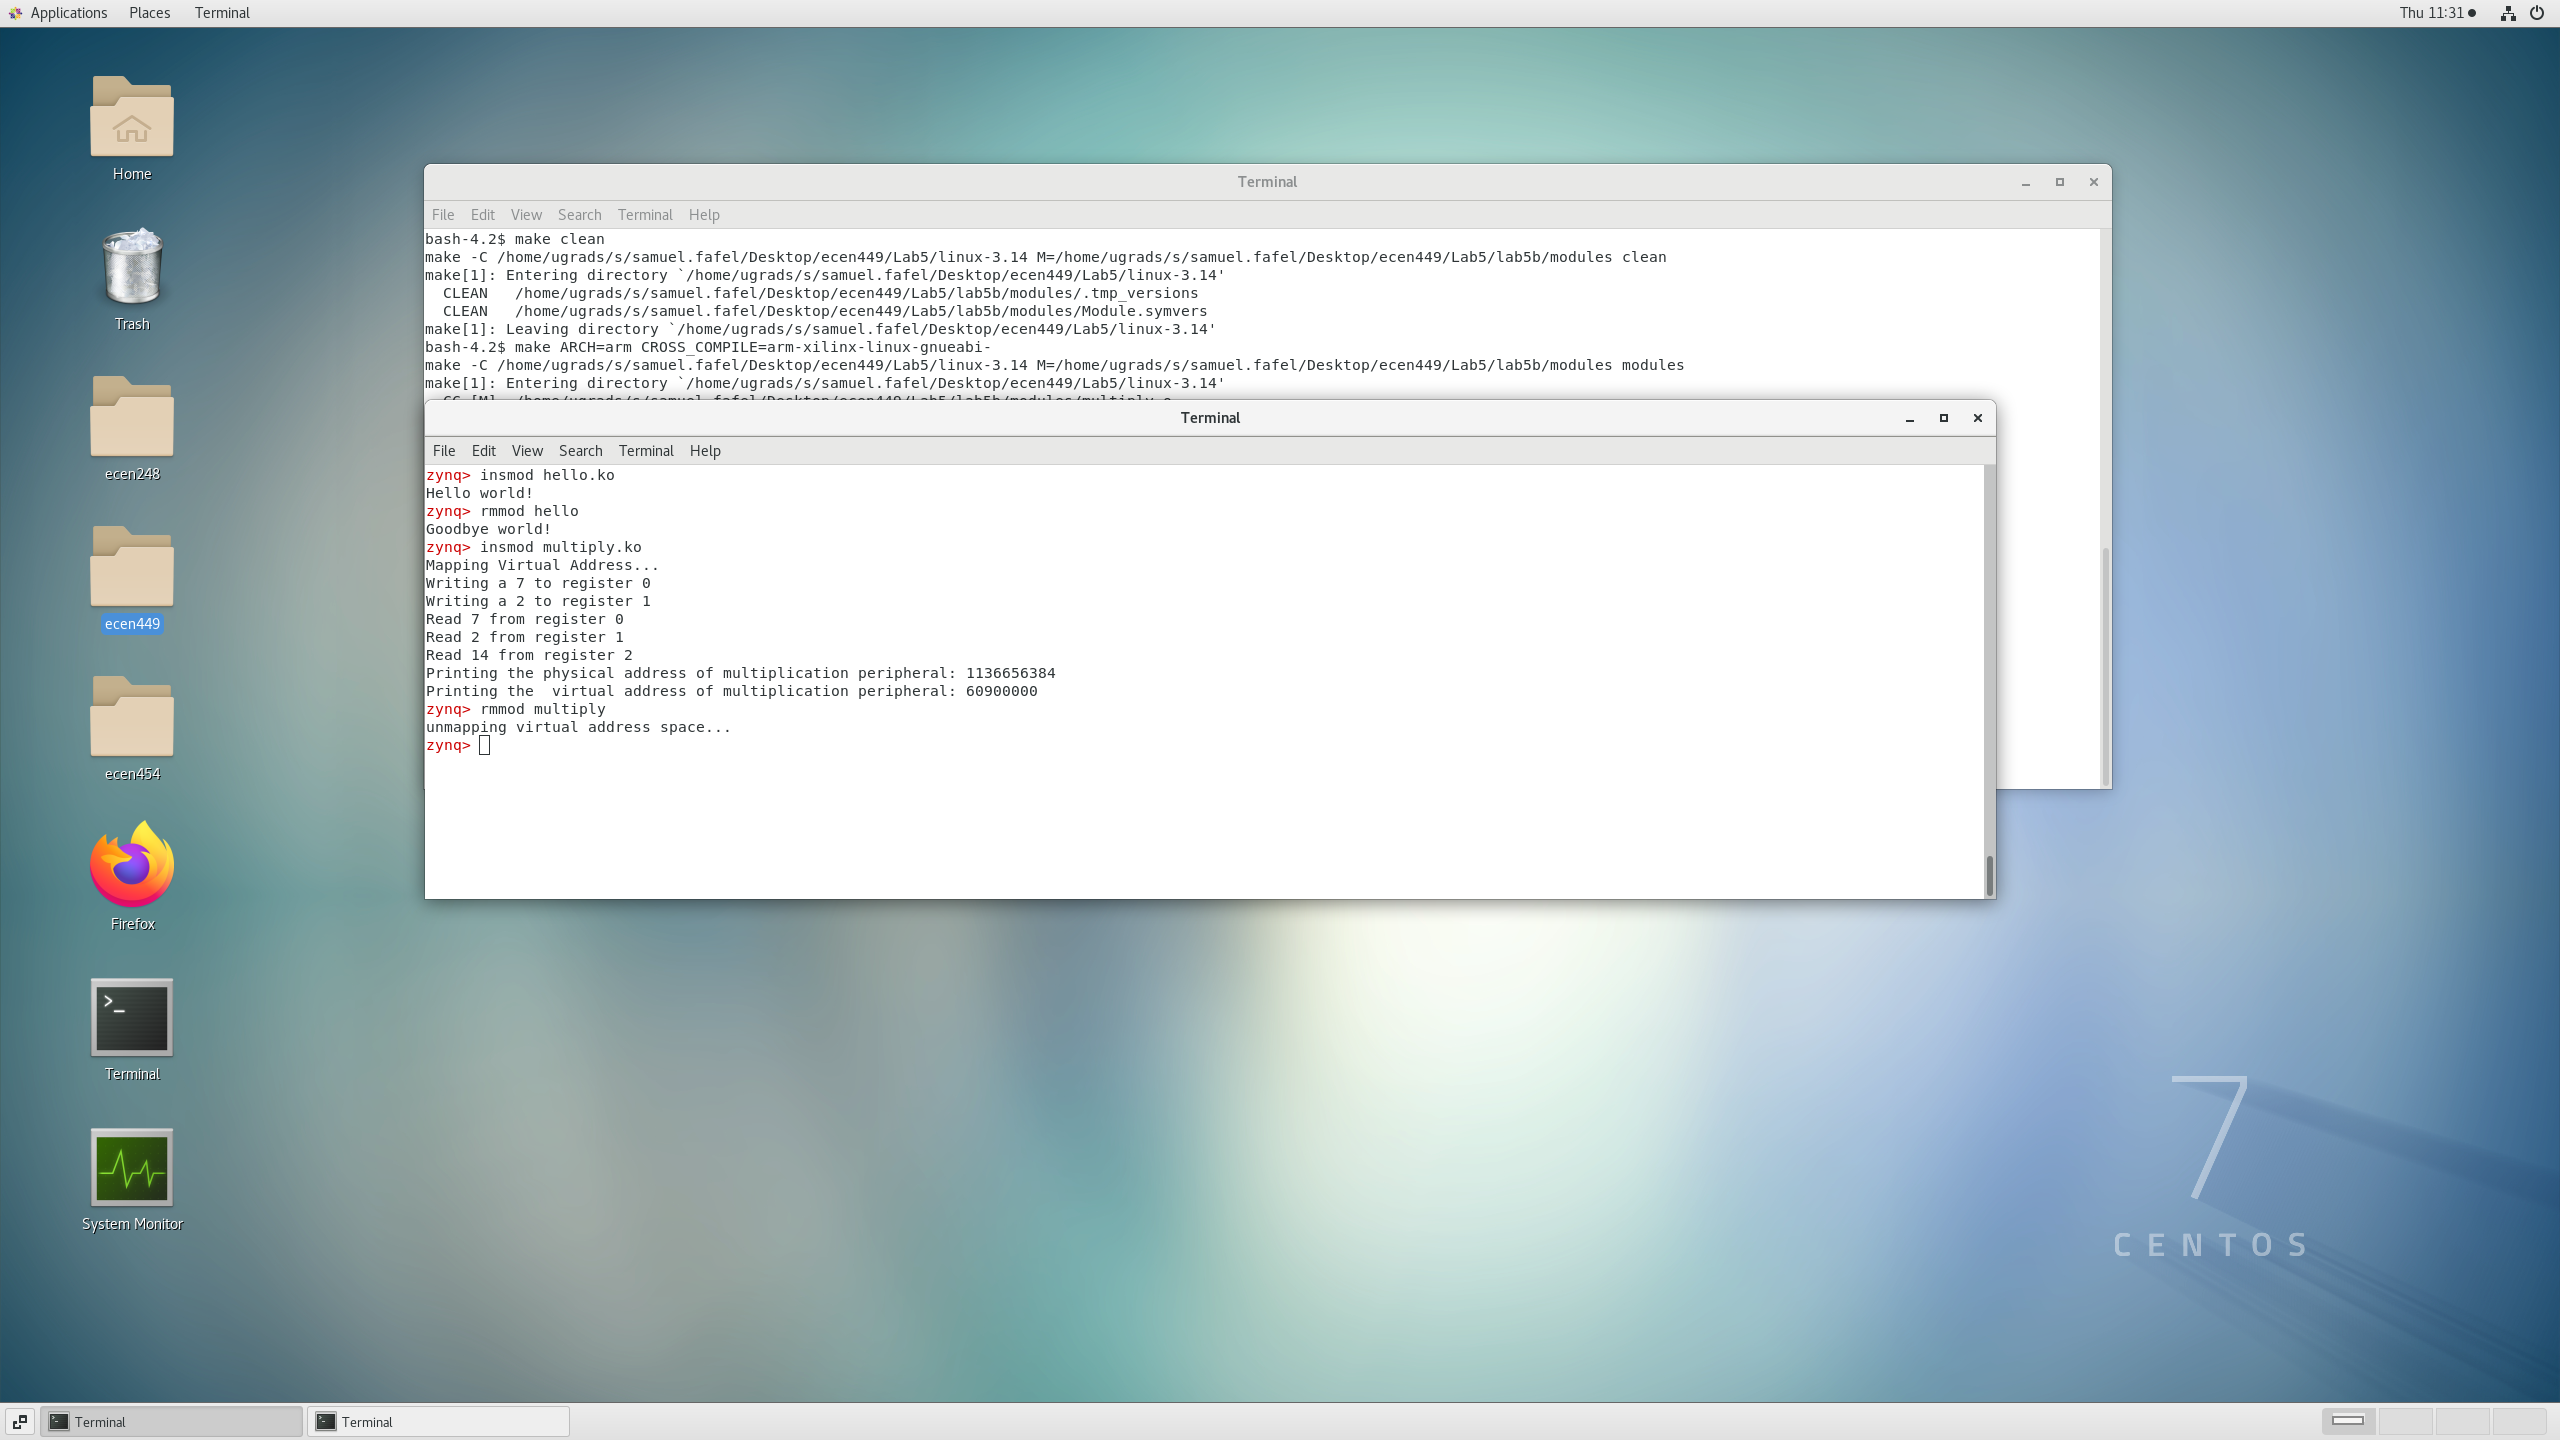 Applications Places Terminal Thu 11:31
Home
Trash
ecen248
ecen449
ecen454
Firefox
Terminal
System Monitor
Terminal
File Edit View Search Terminal Help
bash-4.2$ make clean
make -C /home/ugrads/s/samuel.fafel/Desktop/ecen449/Lab5/linux-3.14 M=/home/ugrads/s/samuel.fafel/Desktop/ecen449/Lab5/lab5b/modules clean
make[1]: Entering directory `/home/ugrads/s/samuel.fafel/Desktop/ecen449/Lab5/linux-3.14'
  CLEAN   /home/ugrads/s/samuel.fafel/Desktop/ecen449/Lab5/lab5b/modules/.tmp_versions
  CLEAN   /home/ugrads/s/samuel.fafel/Desktop/ecen449/Lab5/lab5b/modules/Module.symvers
make[1]: Leaving directory `/home/ugrads/s/samuel.fafel/Desktop/ecen449/Lab5/linux-3.14'
bash-4.2$ make ARCH=arm CROSS_COMPILE=arm-xilinx-linux-gnueabi-
make -C /home/ugrads/s/samuel.fafel/Desktop/ecen449/Lab5/linux-3.14 M=/home/ugrads/s/samuel.fafel/Desktop/ecen449/Lab5/lab5b/modules modules
make[1]: Entering directory `/home/ugrads/s/samuel.fafel/Desktop/ecen449/Lab5/linux-3.14'
Terminal
File Edit View Search Terminal Help
zynq> insmod hello.ko
Hello world!
zynq> rmmod hello
Goodbye world!
zynq> insmod multiply.ko
Mapping Virtual Address...
Writing a 7 to register 0
Writing a 2 to register 1
Read 7 from register 0
Read 2 from register 1
Read 14 from register 2
Printing the physical address of multiplication peripheral: 1136656384
Printing the  virtual address of multiplication peripheral: 60900000
zynq> rmmod multiply
unmapping virtual address space...
zynq>
7
CENTOS
Terminal Terminal